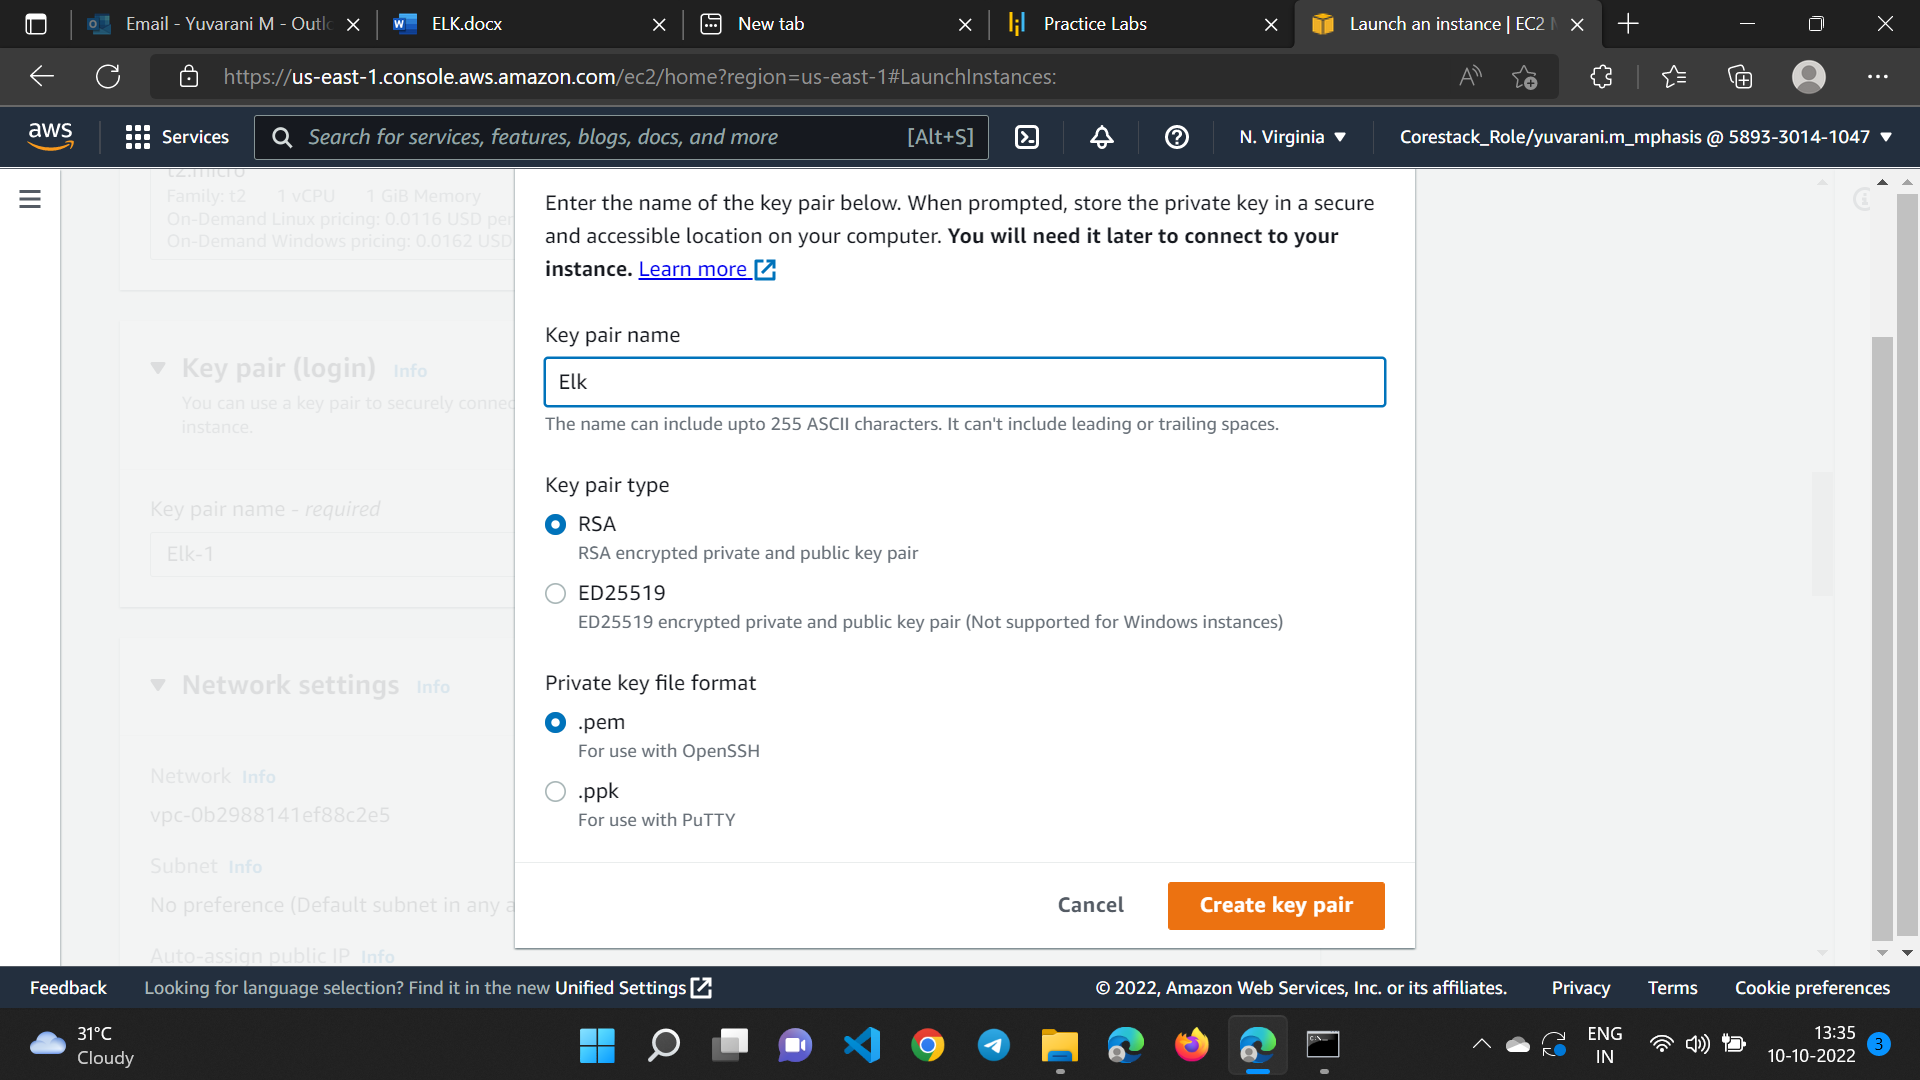 Email - Yuvarani M - Outlo
ELK.docx
New tab
Practice Labs
Launch an instance | EC2 M
https://us-east-1.console.aws.amazon.com/ec2/home?region=us-east-1#LaunchInstances:
aws
Services
Search for services, features, blogs, docs, and more
[Alt+S]
N. Virginia
Corestack_Role/yuvarani.m_mphasis @ 5893-3014-1047
t2.micro
Family: t2 1 vCPU 1 GiB Memory
On-Demand Linux pricing: 0.0116 USD per
On-Demand Windows pricing: 0.0162 USD
Key pair (login) Info
You can use a key pair to securely connec
instance.
Key pair name - required
Elk-1
Network settings Info
Network Info
vpc-0b2988141ef88c2e5
Subnet Info
No preference (Default subnet in any a
Auto-assign public IP Info
Enter the name of the key pair below. When prompted, store the private key in a secure
and accessible location on your computer. You will need it later to connect to your
instance. Learn more
Key pair name
Elk
The name can include upto 255 ASCII characters. It can't include leading or trailing spaces.
Key pair type
RSA
RSA encrypted private and public key pair
ED25519
ED25519 encrypted private and public key pair (Not supported for Windows instances)
Private key file format
.pem
For use with OpenSSH
.ppk
For use with PuTTY
Cancel
Create key pair
Feedback
Looking for language selection? Find it in the new Unified Settings
© 2022, Amazon Web Services, Inc. or its affiliates.
Privacy
Terms
Cookie preferences
31°C
Cloudy
ENG
IN
13:35
10-10-2022
3